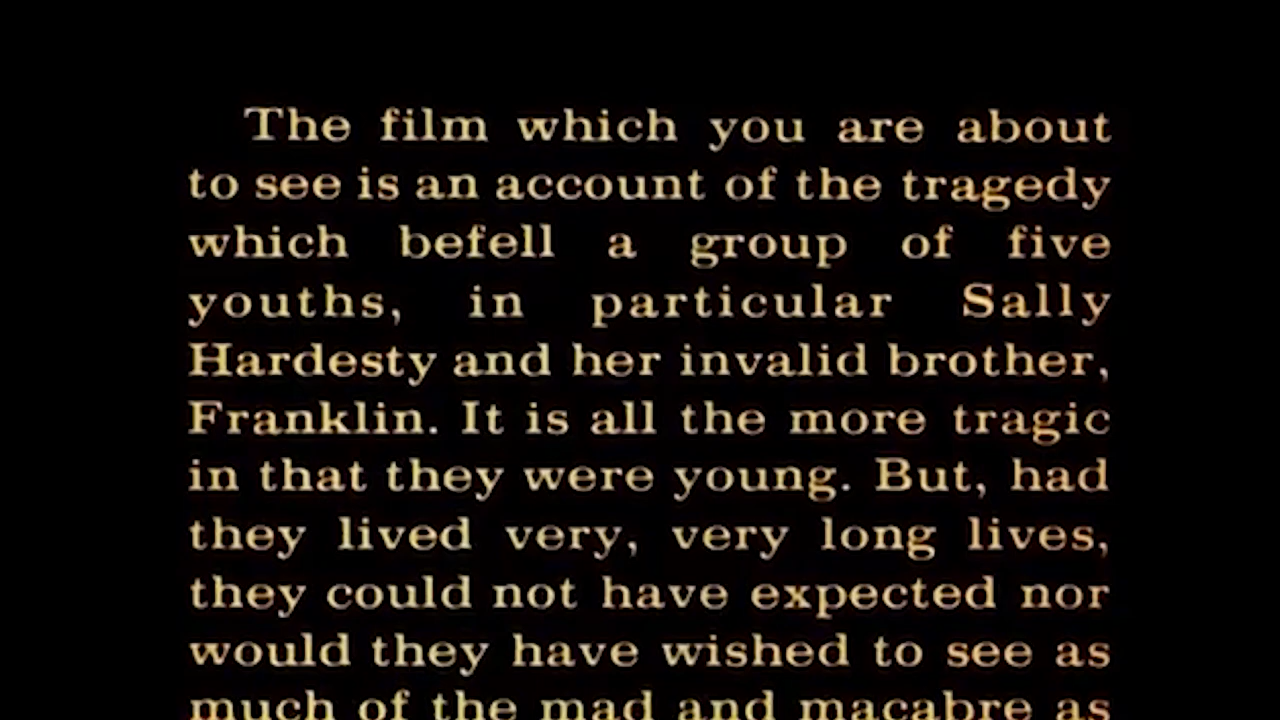 The film which you are about
to see is an account of the tragedy
which befell a group of five
youths, in particular Sally
Hardesty and her invalid brother,
Franklin. It is all the more tragic
in that they were young. But, had
they lived very, very long lives,
they could not have expected nor
would they have wished to see as
much of the mad and macabre as